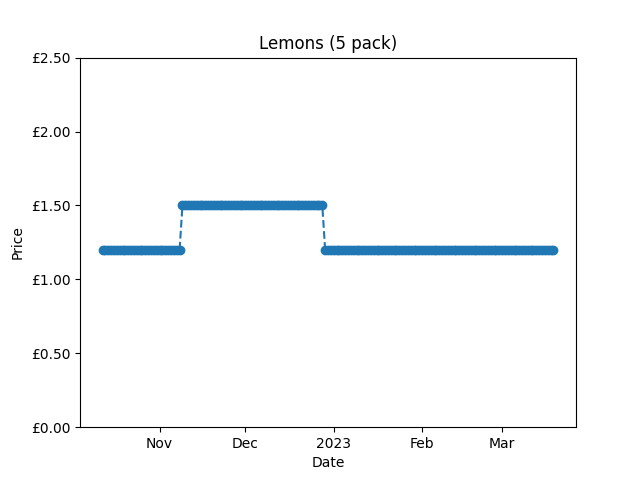 Lemons (5 pack)
£2.50
£2.00
£1.50
£1.00
£0.50
£0.00
Price
Nov Dec 2023 Feb Mar
Date